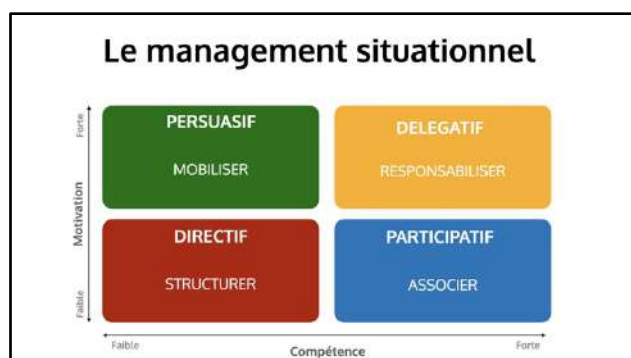 Le management situationnel
Forte
Motivation
Faible
PERSUASIF
MOBILISER
DELEGATIF
RESPONSABILISER
DIRECTIF
STRUCTURER
PARTICIPATIF
ASSOCIER
Faible
Compétence
Forte